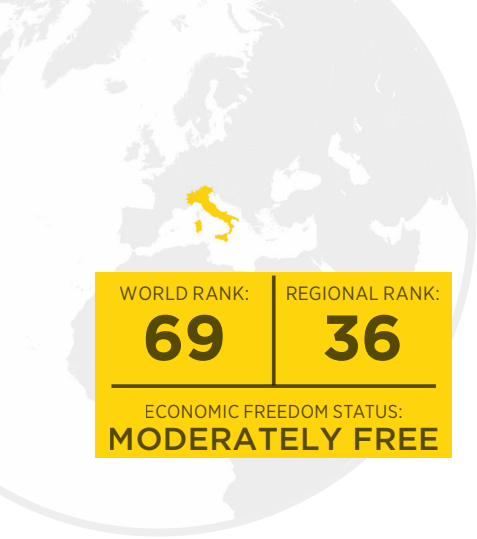 WORLD RANK:
69
REGIONAL RANK:
36
ECONOMIC FREEDOM STATUS:
MODERATELY FREE